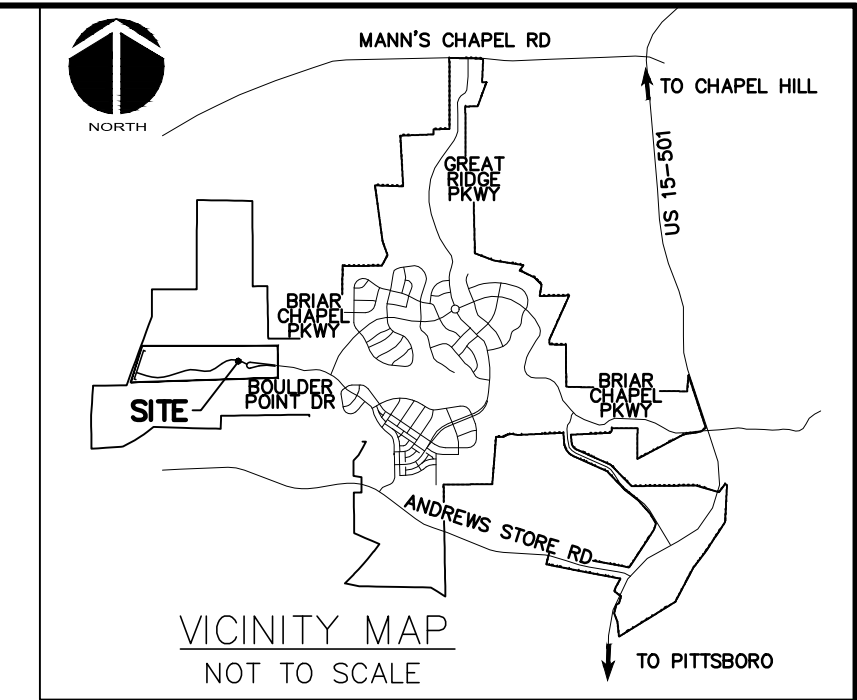 MANN'S CHAPEL RD
NORTH
TO CHAPEL HILL
US 15-501
GREAT
RIDGE
PKWY
BRIAR
CHAPEL
PKWY
BOULDER
POINT DR
SITE
BRIAR
CHAPEL
PKWY
ANDREWS STORE RD
VICINITY MAP
NOT TO SCALE
TO PITTSBORO